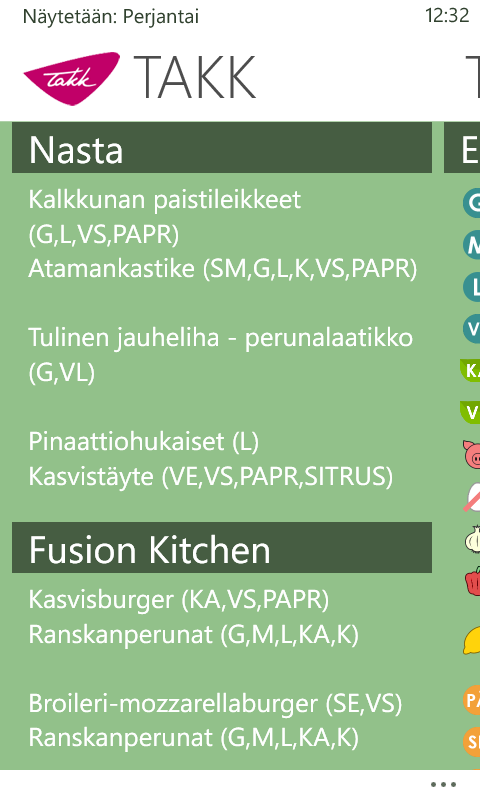 Näytetään: Perjantai 12:32
takk TAKK
Nasta
Kalkkunan paistileikkeet
(G,L,VS,PAPR)
Atamankastike (SM,G,L,K,VS,PAPR)
Tulinen jauheliha - perunalaatikko
(G,VL)
Pinaattiohukaiset (L)
Kasvistäyte (VE,VS,PAPR,SITRUS)
Fusion Kitchen
Kasvisburger (KA,VS,PAPR)
Ranskanperunat (G,M,L,KA,K)
Broileri-mozzarellaburger (SE,VS)
Ranskanperunat (G,M,L,KA,K)